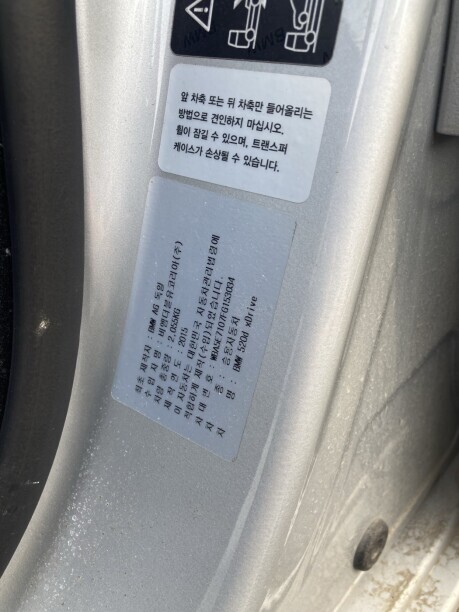 앞 차축 또는 뒤 차축만 들어올리는
방법으로 견인하지 마십시오.
휠이 잠길 수 있으며, 트랜스퍼
케이스가 손상될 수 있습니다.
최초 제작자 : BMW AG 독일
수입 자명 : 비엠더블유코리아(주)
차량 총중량 : 2,055KG
제작 연도 : 2015
이 자동차는 대한민국 자동차관리법령에
적합하게 제작(수입)되었습니다.
차대 번호 : WBA5E7107FG153034
차 종 : 승용자동차
차 명 : BMW 520d xDrive